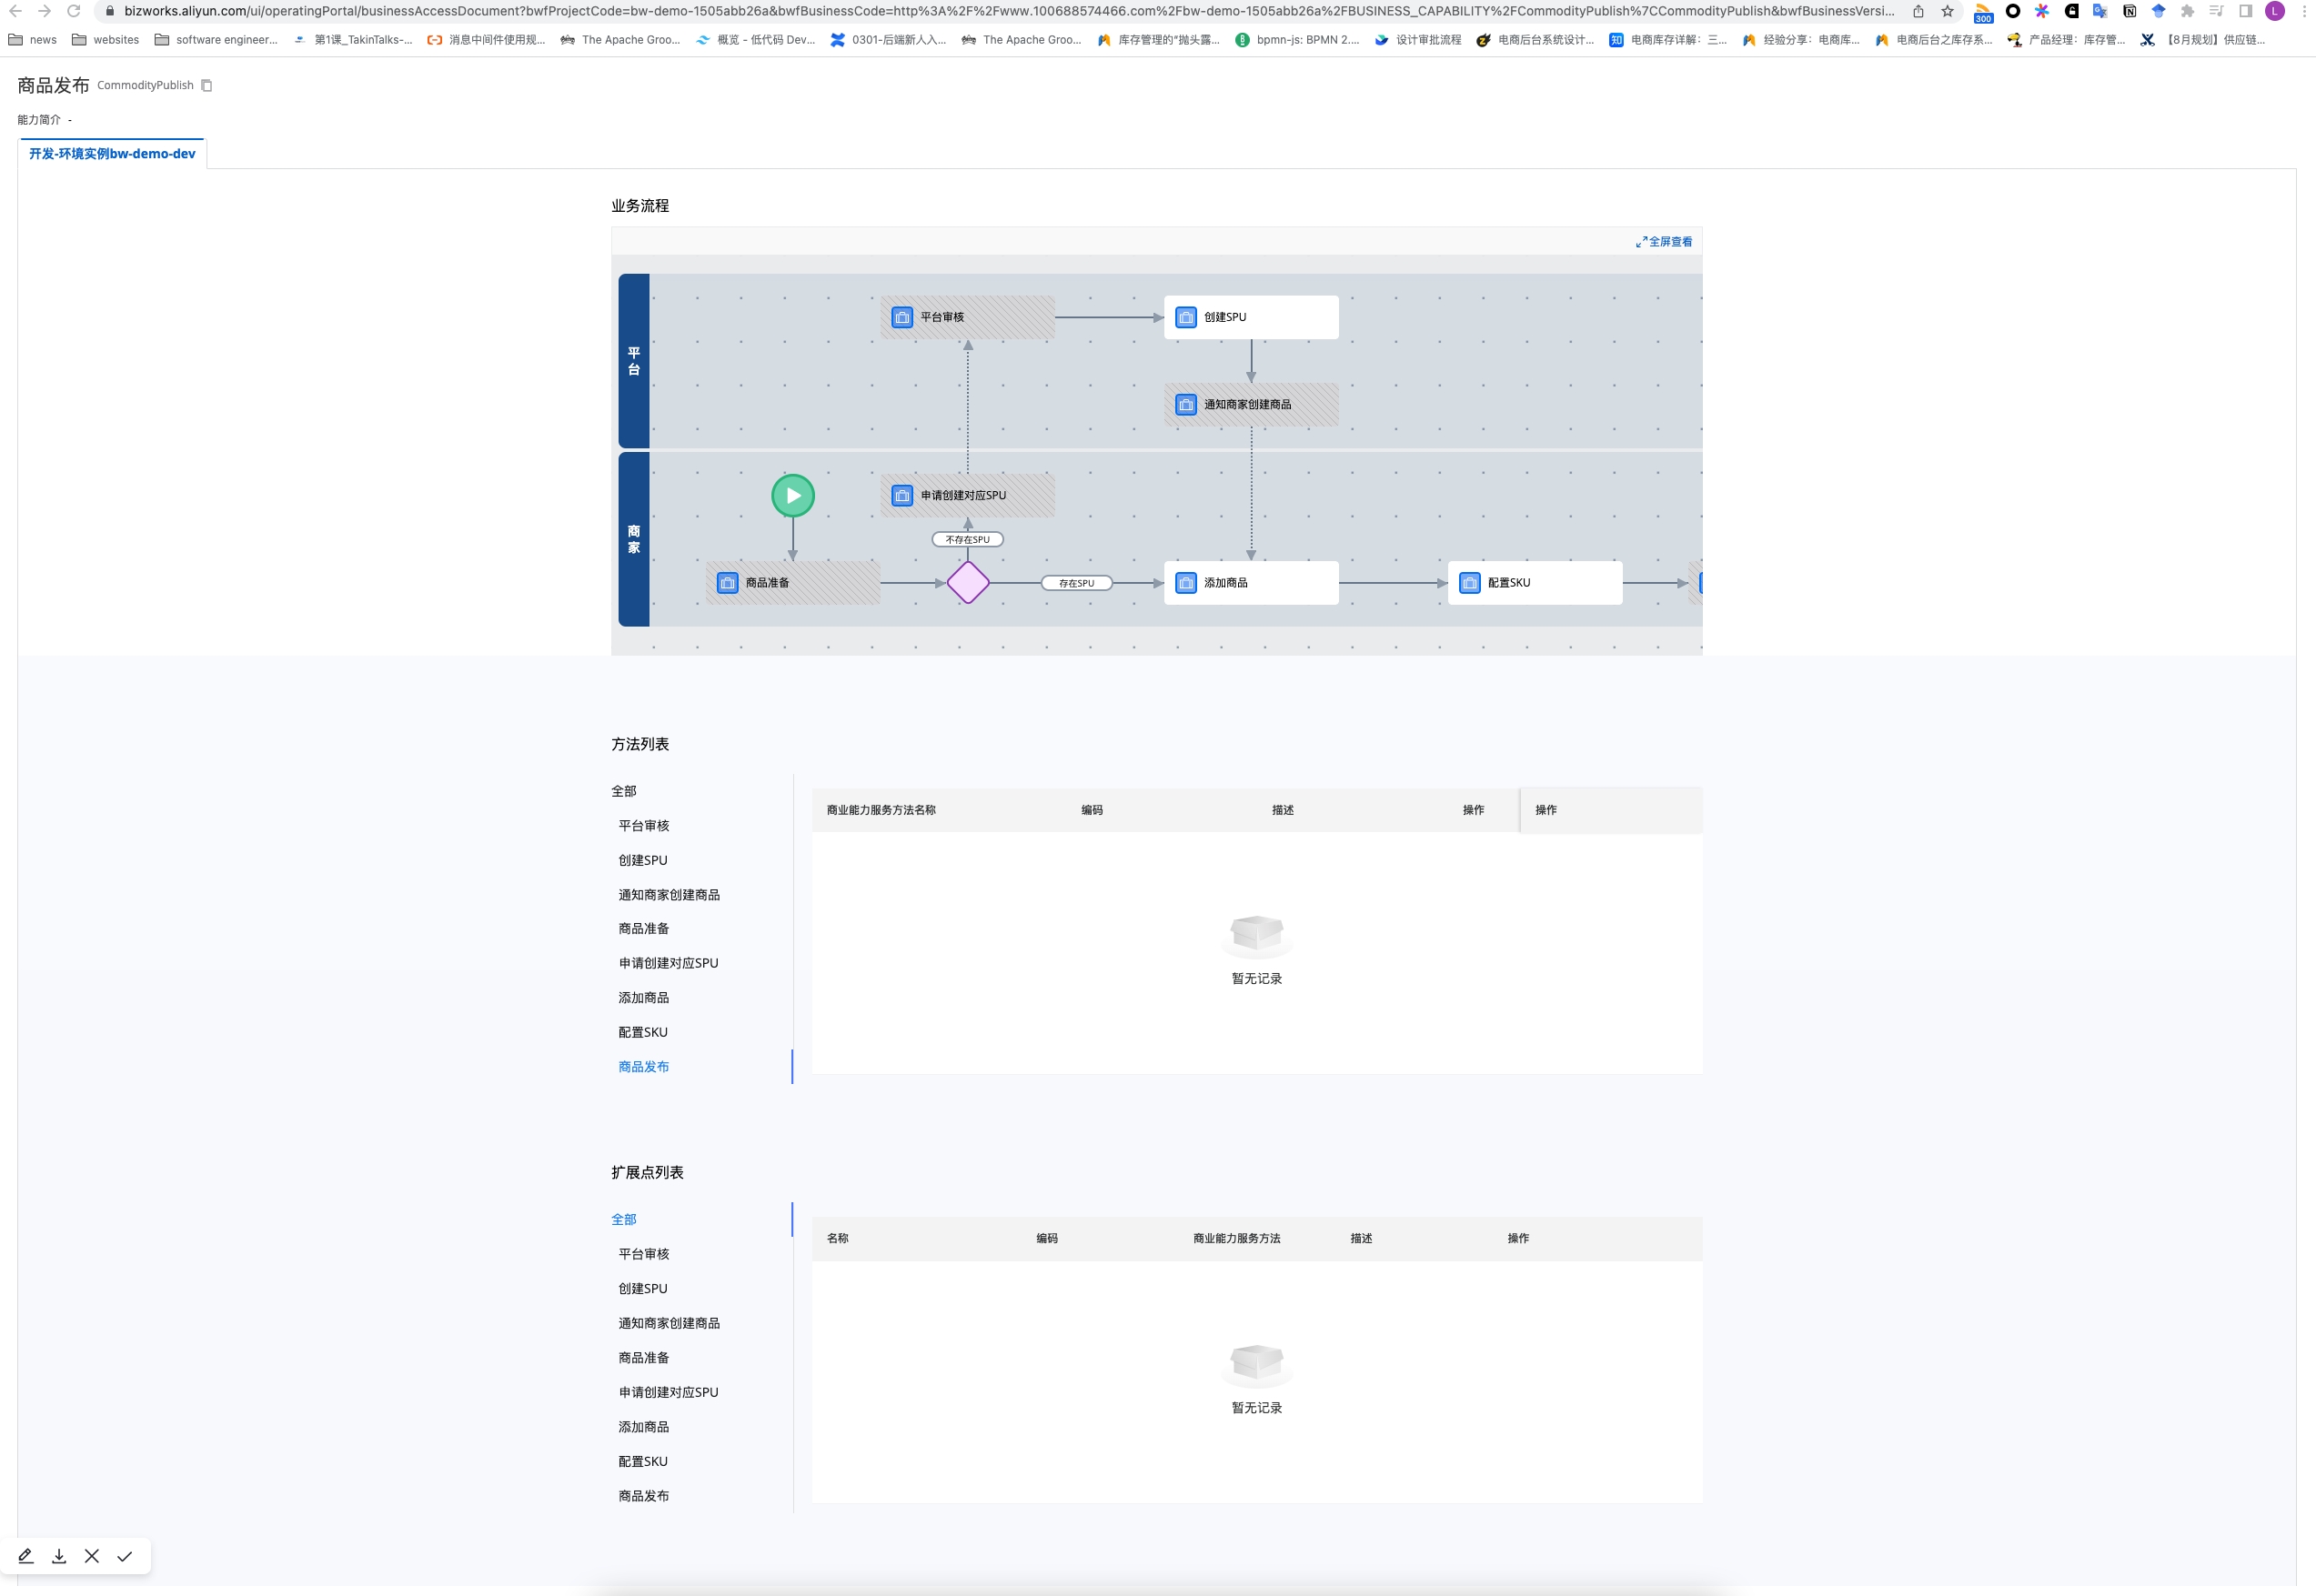 bizworks.aliyun.com/ui/operatingPortal/businessAccessDocument?bwfProjectCode=bw-demo-1505abb26a&bwfBusinessCode=http%3A%2F%2Fwww.100688574466.com%2Fbw-demo-1505abb26a%2FBUSINESS_CAPABILITY%2FCommodityPublish%7CCommodityPublish&bwfBusinessVersi...
300
L
news websites software engineer... 第1课_TakinTalks-... 消息中间件使用规... The Apache Groo... 概览 - 低代码 Dev... 0301-后端新人入... The Apache Groo... 库存管理的“抛头露... bpmn-js: BPMN 2.... 设计审批流程 电商后台系统设计... 知 电商库存详解：三... 经验分享：电商库... 电商后台之库存系... 产品经理：库存管... 【8月规划】供应链...
商品发布 CommodityPublish
能力简介 -
开发-环境实例bw-demo-dev
业务流程
全屏查看
平台
平台审核
创建SPU
通知商家创建商品
商家
申请创建对应SPU
不存在SPU
商品准备
存在SPU
添加商品
配置SKU
方法列表
全部
平台审核
创建SPU
通知商家创建商品
商品准备
申请创建对应SPU
添加商品
配置SKU
商品发布
商业能力服务方法名称 编码 描述 操作 操作
暂无记录
扩展点列表
全部
平台审核
创建SPU
通知商家创建商品
商品准备
申请创建对应SPU
添加商品
配置SKU
商品发布
名称 编码 商业能力服务方法 描述 操作
暂无记录